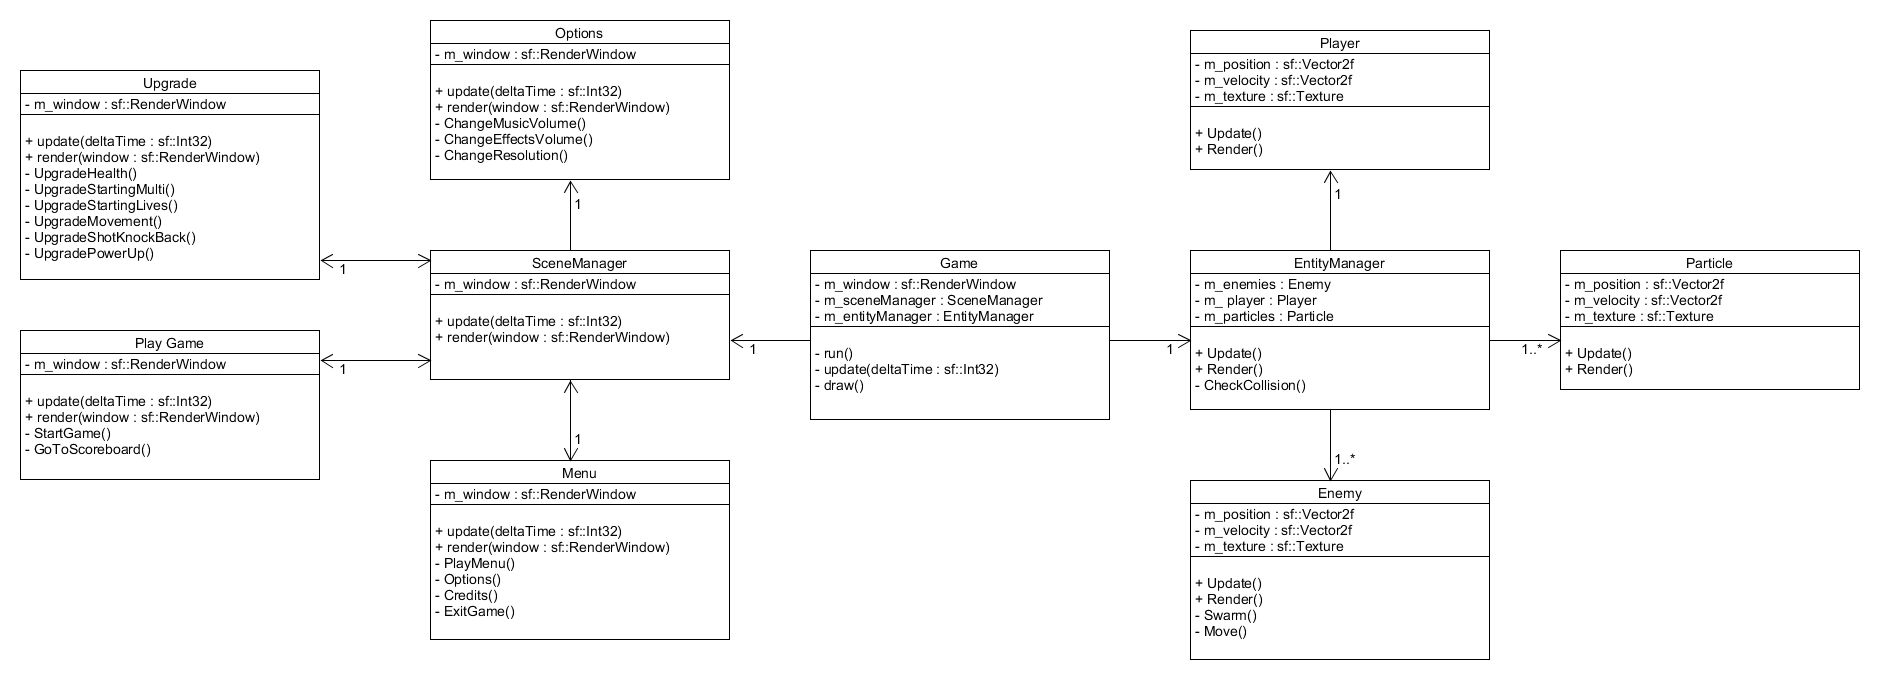 Options
- m_window : sf::RenderWindow
+ update(deltaTime : sf::Int32)
+ render(window : sf::RenderWindow)
- ChangeMusicVolume()
- ChangeEffectsVolume()
- ChangeResolution()
1
Upgrade
- m_window : sf::RenderWindow
+ update(deltaTime : sf::Int32)
+ render(window : sf::RenderWindow)
- UpgradeHealth()
- UpgradeStartingMulti()
- UpgradeStartingLives()
- UpgradeMovement()
- UpgradeShotKnockBack()
- UpgradePowerUp()
1
SceneManager
- m_window : sf::RenderWindow
+ update(deltaTime : sf::Int32)
+ render(window : sf::RenderWindow)
Play Game
- m_window : sf::RenderWindow
+ update(deltaTime : sf::Int32)
+ render(window : sf::RenderWindow)
- StartGame()
- GoToScoreboard()
1
1
Menu
- m_window : sf::RenderWindow
+ update(deltaTime : sf::Int32)
+ render(window : sf::RenderWindow)
- PlayMenu()
- Options()
- Credits()
- ExitGame()
1
Game
- m_window : sf::RenderWindow
- m_sceneManager : SceneManager
- m_entityManager : EntityManager
- run()
- update(deltaTime : sf::Int32)
- draw()
1
Player
- m_position : sf::Vector2f
- m_velocity : sf::Vector2f
- m_texture : sf::Texture
+ Update()
+ Render()
1
EntityManager
- m_enemies : Enemy
- m_ player : Player
- m_particles : Particle
+ Update()
+ Render()
- CheckCollision()
1..*
Particle
- m_position : sf::Vector2f
- m_velocity : sf::Vector2f
- m_texture : sf::Texture
+ Update()
+ Render()
1..*
Enemy
- m_position : sf::Vector2f
- m_velocity : sf::Vector2f
- m_texture : sf::Texture
+ Update()
+ Render()
- Swarm()
- Move()